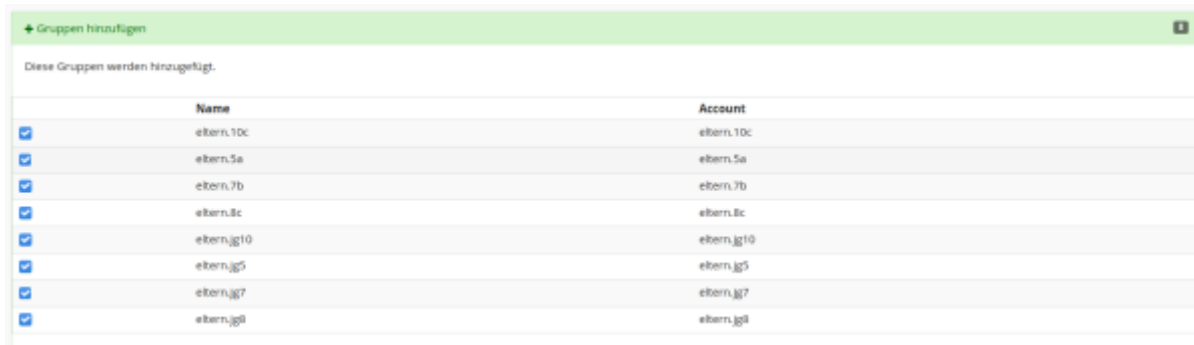 + Gruppen hinzufügen
Diese Gruppen werden hinzugefügt.
Name Account
eltern.10c eltern.10c
eltern.5a eltern.5a
eltern.7b eltern.7b
eltern.8c eltern.8c
eltern.jg10 eltern.jg10
eltern.jg5 eltern.jg5
eltern.jg7 eltern.jg7
eltern.jg8 eltern.jg8